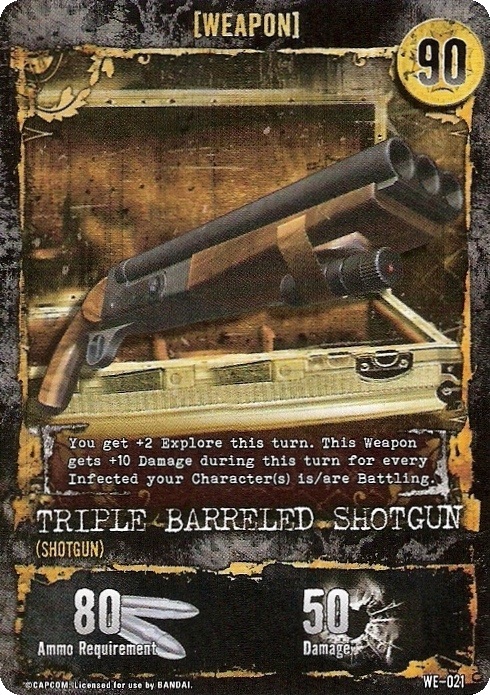 [WEAPON]
90
You get +2 Explore this turn. This Weapon
gets +10 Damage during this turn for every
Infected your Character(s) is/are Battling.
TRIPLE BARRELED SHOTGUN
(SHOTGUN)
80
Ammo Requirement
50
Damage
©CAPCOM. Licensed for use by BANDAI.
WE-021